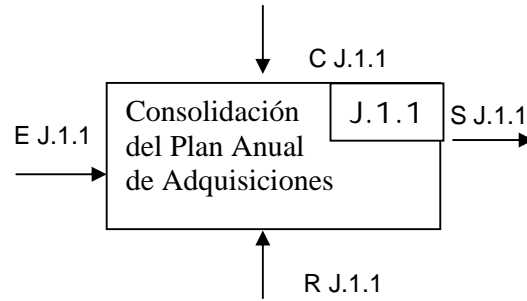 C J.1.1
Consolidación
del Plan Anual
de Adquisiciones
J.1.1
E J.1.1
S J.1.1
R J.1.1